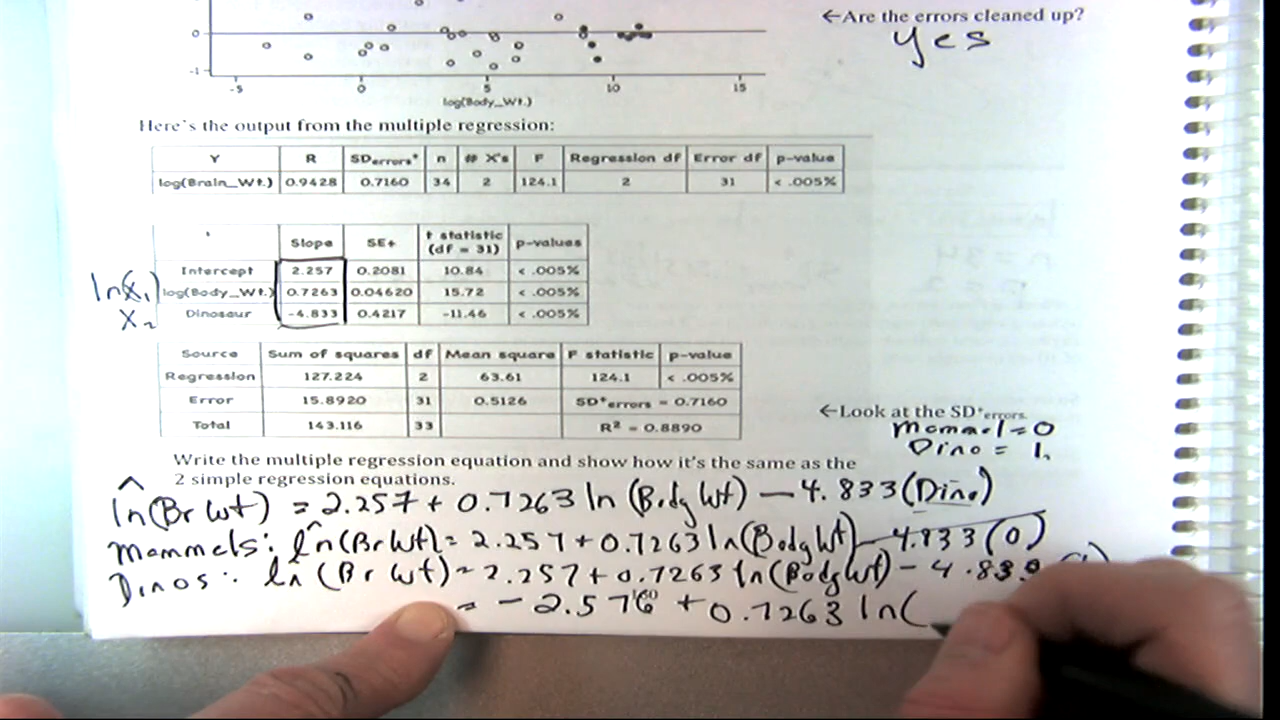 ←Are the errors cleaned up?
yes
0
-1
-5 0 5 10 15
log(Body_Wt.)
Here's the output from the multiple regression:
Y R SDerrors+ n # X's F Regression df Error df p-value
log(Brain_Wt.) 0.9428 0.7160 34 2 124.1 2 31 < .005%
Slope SE+ t statistic (df = 31) p-values
Intercept 2.257 0.2081 10.84 < .005%
ln(X₁) log(Body_Wt.) 0.7263 0.04620 15.72 < .005%
X₂ Dinosaur -4.833 0.4217 -11.46 < .005%
Source Sum of squares df Mean square F statistic p-value
Regression 127.224 2 63.61 124.1 < .005%
Error 15.8920 31 0.5126 SD+errors = 0.7160
Total 143.116 33 R² = 0.8890
←Look at the SD+errors.
Mammal = 0
Dino = 1.
Write the multiple regression equation and show how it's the same as the
2 simple regression equations.
ln(Br Wt) = 2.257 + 0.7263 ln (Body Wt) — 4.833 (Dino)
Mammels: ln (Br Wt) = 2.257 + 0.7263 ln(Body Wt) — 4.833 (0)
Dinos: ln (Br Wt) = 2.257 + 0.7263 ln (Body Wt) - 4.83
= - 2.576 + 0.7263 ln(